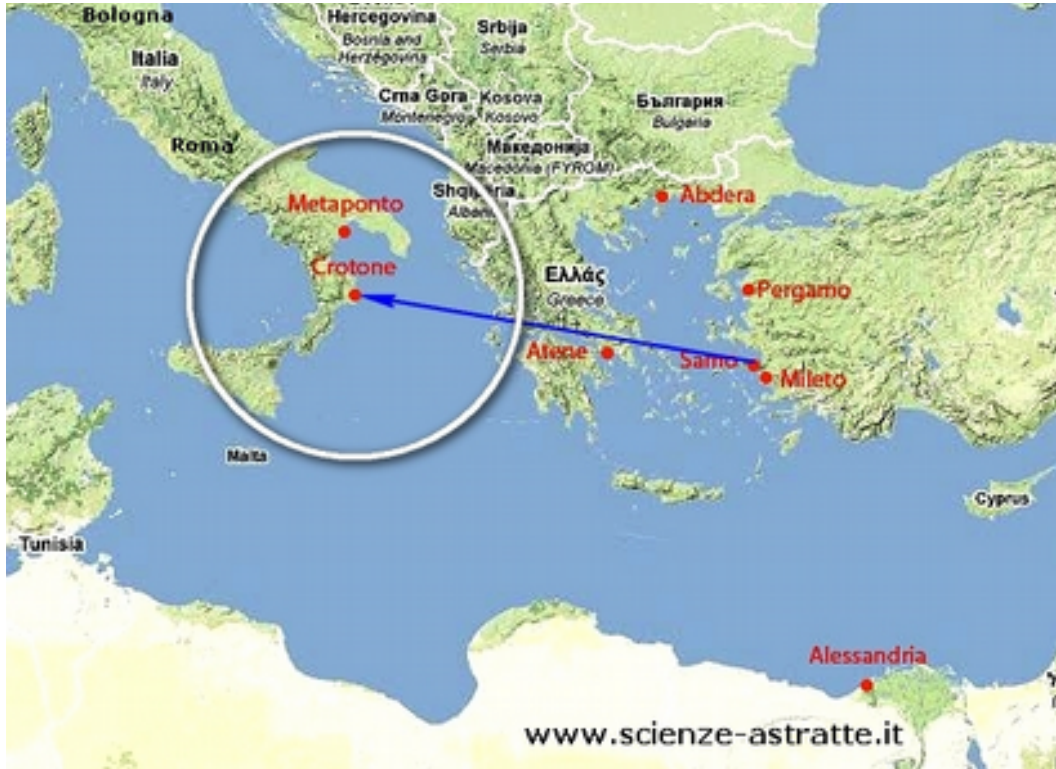 Bologna
Hercegovina
Bosnia and
Herzegovina
Srbija
Serbia
Italia
Italy
Crna Gora
Montenegro
Kosova
Kosovo
България
Bulgaria
Roma
Македонија
Macedonia (FYROM)
Shqipëria
Abdera
Metaponto
Crotone
Ελλάς
Greece
Pergamo
Atene
Samo
Mileto
Malta
Cyprus
Tunisia
Alessandria
www.scienze-astratte.it